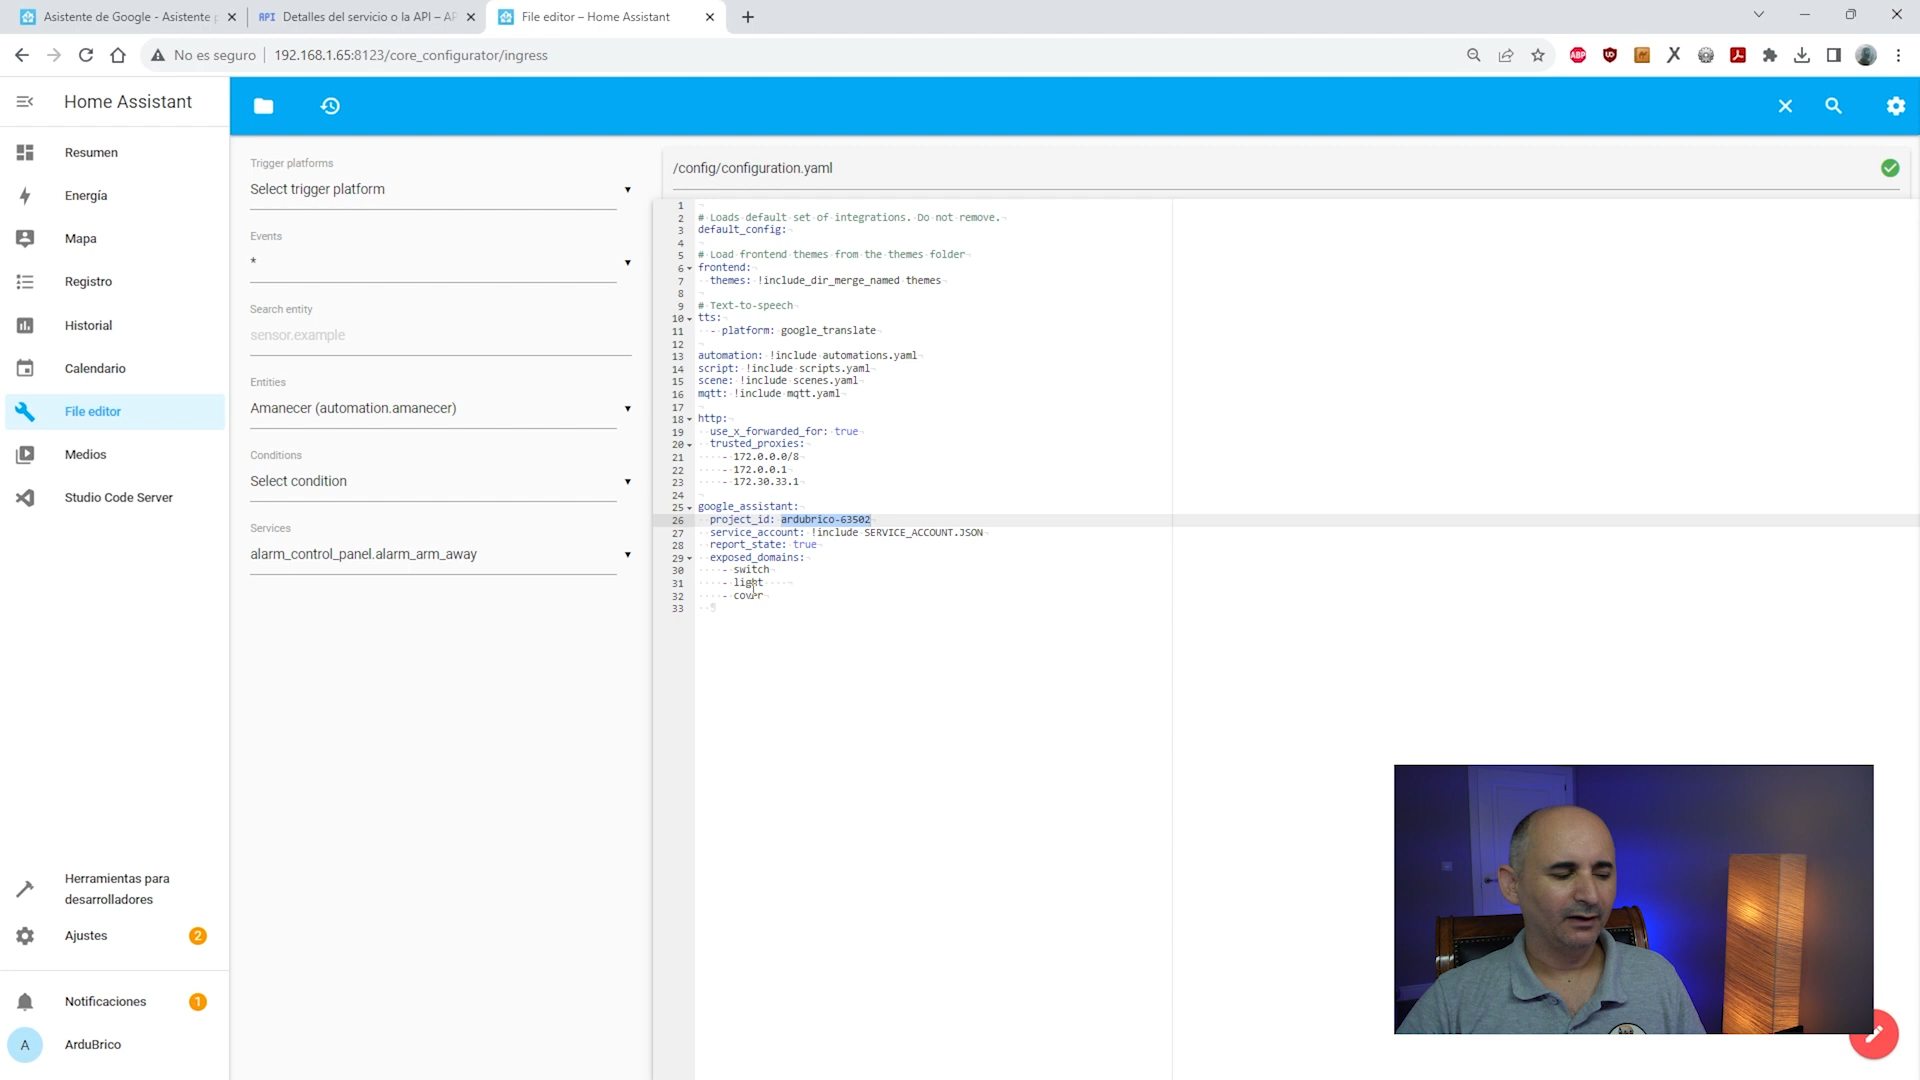 Asistente de Google - Asistente p
API Detalles del servicio o la API – AP
File editor – Home Assistant
No es seguro
192.168.1.65:8123/core_configurator/ingress
ABP
Home Assistant
Resumen
Energía
Mapa
Registro
Historial
Calendario
File editor
Medios
Studio Code Server
Herramientas para
desarrolladores
Ajustes
2
Notificaciones
1
A
ArduBrico
Trigger platforms
Select trigger platform
Events
*
Search entity
sensor.example
Entities
Amanecer (automation.amanecer)
Conditions
Select condition
Services
alarm_control_panel.alarm_arm_away
/config/configuration.yaml
1
2 # Loads default set of integrations. Do not remove.
3 default_config:
4
5 # Load frontend themes from the themes folder
6 frontend:
7 themes: !include_dir_merge_named themes
8
9 # Text-to-speech
10 tts:
11 - platform: google_translate
12
13 automation: !include automations.yaml
14 script: !include scripts.yaml
15 scene: !include scenes.yaml
16 mqtt: !include mqtt.yaml
17
18 http:
19 use_x_forwarded_for: true
20 trusted_proxies:
21 - 172.0.0.0/8
22 - 172.0.0.1
23 - 172.30.33.1
24
25 google_assistant:
26 project_id: ardubrico-63502
27 service_account: !include SERVICE_ACCOUNT.JSON
28 report_state: true
29 exposed_domains:
30 - switch
31 - light
32 - cover
33